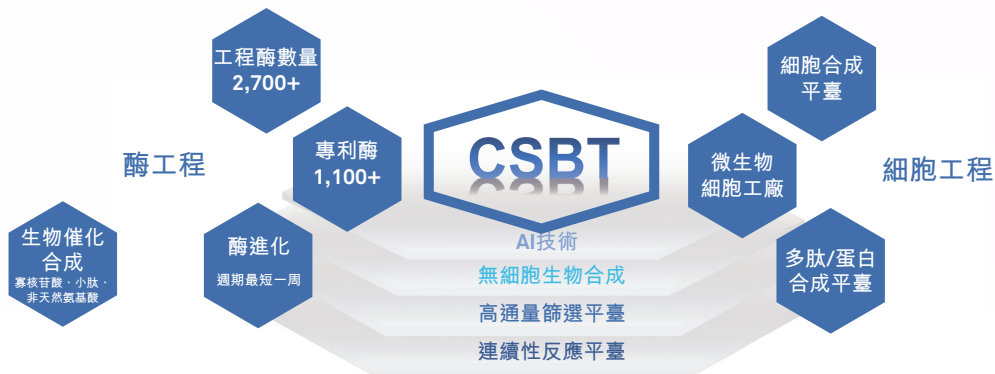 工程酶數量
2,700+
專利酶
1,100+
酶工程
生物催化
合成
寡核苷酸、小肽、
非天然氨基酸
酶進化
週期最短一周
CSBT
AI技術
無細胞生物合成
高通量篩選平臺
連續性反應平臺
細胞合成
平臺
微生物
細胞工廠
細胞工程
多肽/蛋白
合成平臺